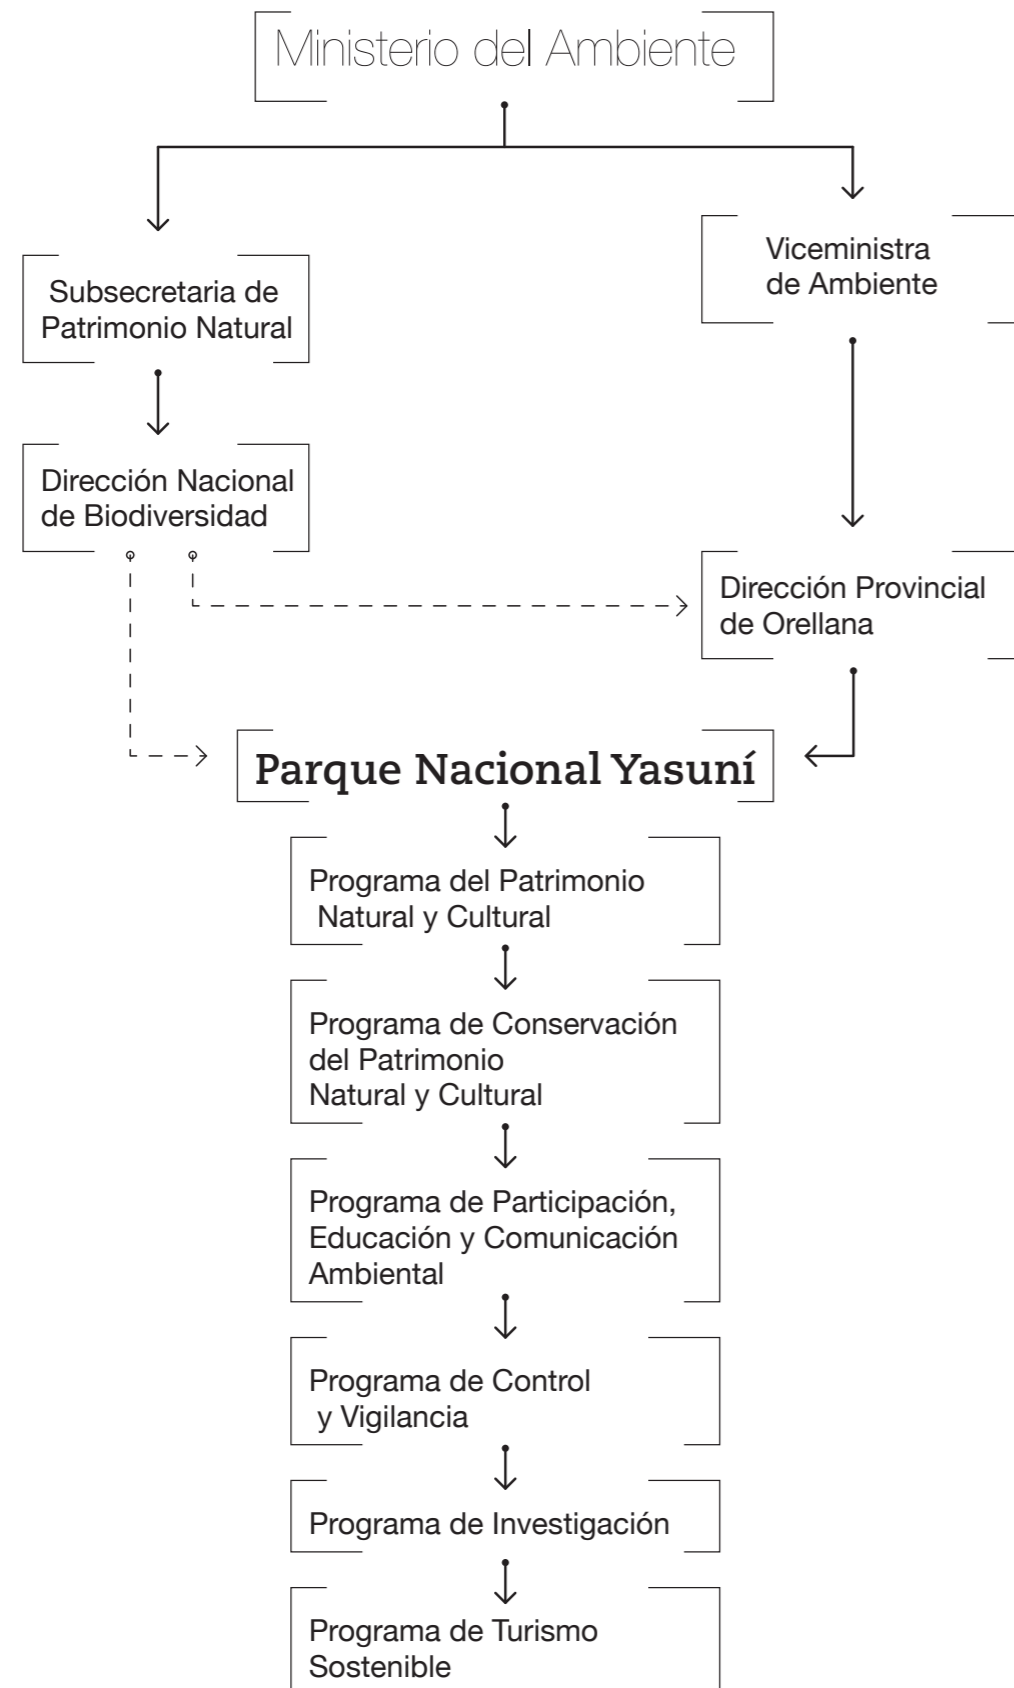 Ministerio del Ambiente
Subsecretaria de
Patrimonio Natural
Viceministra
de Ambiente
Dirección Nacional
de Biodiversidad
Dirección Provincial
de Orellana
Parque Nacional Yasuní
Programa del Patrimonio
Natural y Cultural
Programa de Conservación
del Patrimonio
Natural y Cultural
Programa de Participación,
Educación y Comunicación
Ambiental
Programa de Control
y Vigilancia
Programa de Investigación
Programa de Turismo
Sostenible